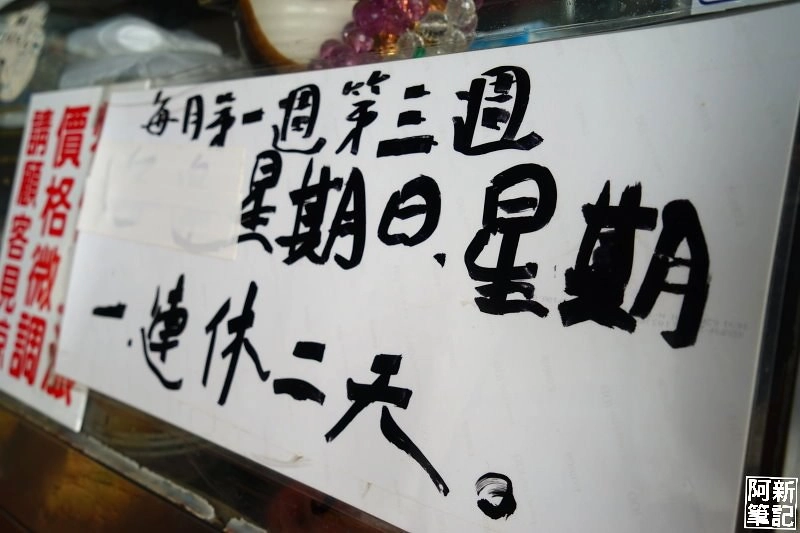 每月第一週第三週
星期日、星期
一、連休二天。
價格微調
請顧客見諒
阿新
筆記